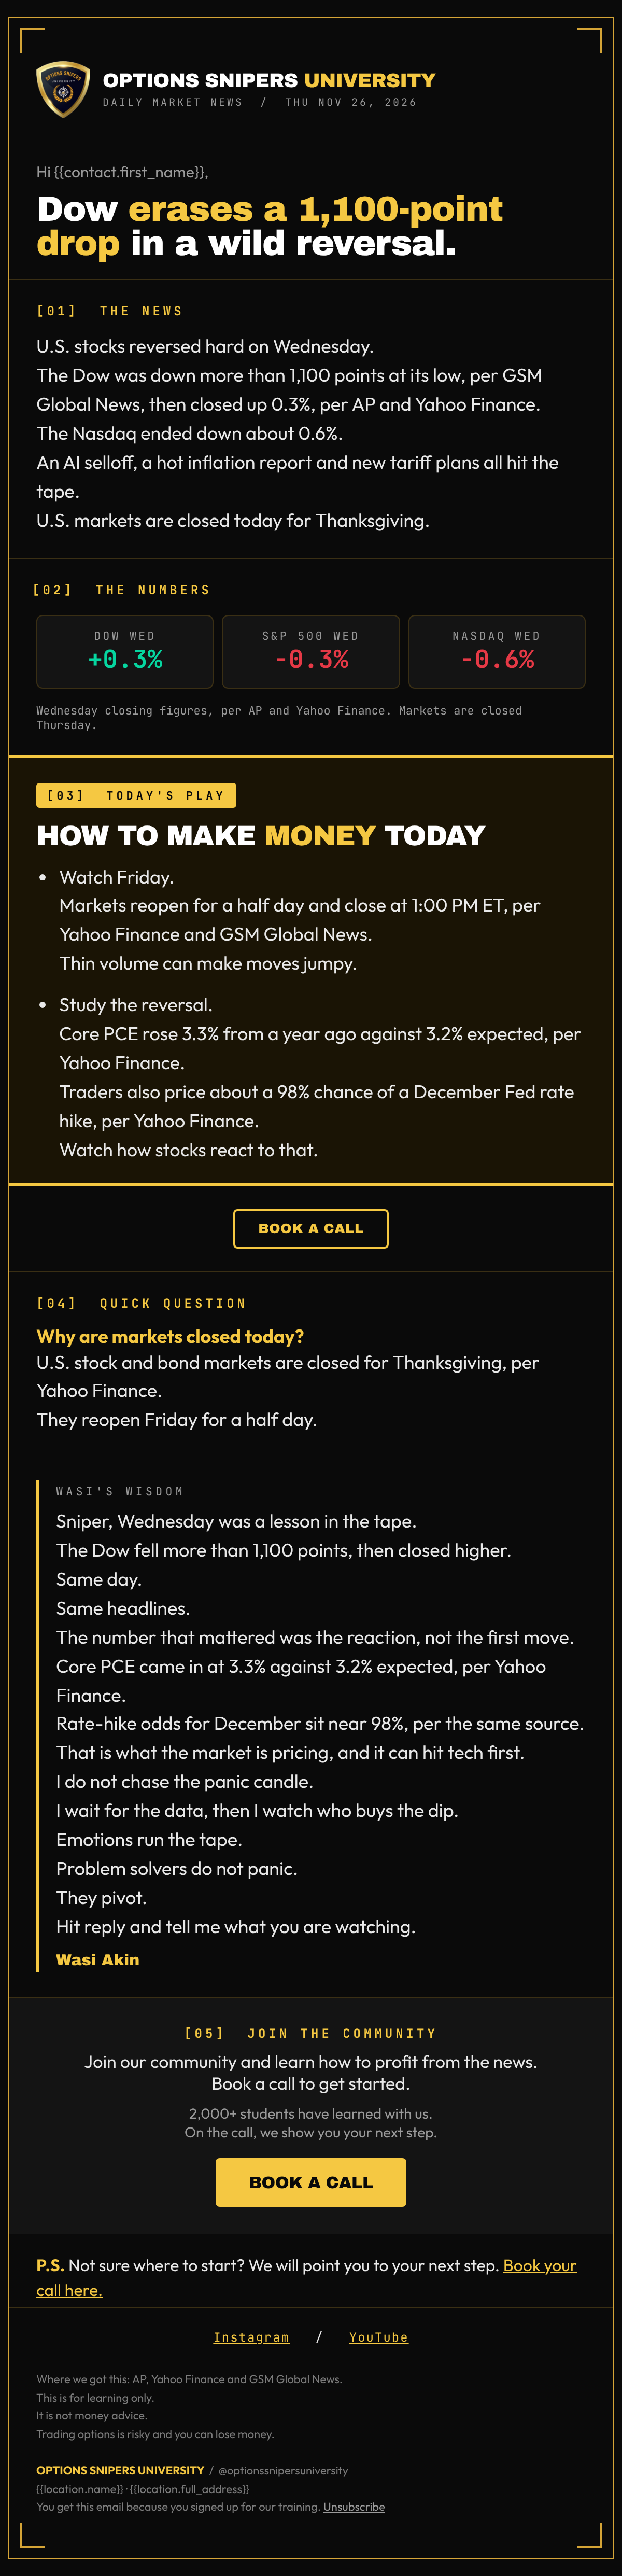 OPTIONS SNIPERS
UNIVERSITY
OPTIONS SNIPERS UNIVERSITY
DAILY MARKET NEWS / THU NOV 26, 2026
Hi {{contact.first_name}},
Dow erases a 1,100-point
drop in a wild reversal.
[01] THE NEWS
U.S. stocks reversed hard on Wednesday.
The Dow was down more than 1,100 points at its low, per GSM
Global News, then closed up 0.3%, per AP and Yahoo Finance.
The Nasdaq ended down about 0.6%.
An AI selloff, a hot inflation report and new tariff plans all hit the
tape.
U.S. markets are closed today for Thanksgiving.
[02] THE NUMBERS
DOW WED
+0.3%
S&P 500 WED
-0.3%
NASDAQ WED
-0.6%
Wednesday closing figures, per AP and Yahoo Finance. Markets are closed
Thursday.
[03] TODAY'S PLAY
HOW TO MAKE MONEY TODAY
• Watch Friday.
Markets reopen for a half day and close at 1:00 PM ET, per
Yahoo Finance and GSM Global News.
Thin volume can make moves jumpy.
• Study the reversal.
Core PCE rose 3.3% from a year ago against 3.2% expected, per
Yahoo Finance.
Traders also price about a 98% chance of a December Fed rate
hike, per Yahoo Finance.
Watch how stocks react to that.
BOOK A CALL
[04] QUICK QUESTION
Why are markets closed today?
U.S. stock and bond markets are closed for Thanksgiving, per
Yahoo Finance.
They reopen Friday for a half day.
WASI'S WISDOM
Sniper, Wednesday was a lesson in the tape.
The Dow fell more than 1,100 points, then closed higher.
Same day.
Same headlines.
The number that mattered was the reaction, not the first move.
Core PCE came in at 3.3% against 3.2% expected, per Yahoo
Finance.
Rate-hike odds for December sit near 98%, per the same source.
That is what the market is pricing, and it can hit tech first.
I do not chase the panic candle.
I wait for the data, then I watch who buys the dip.
Emotions run the tape.
Problem solvers do not panic.
They pivot.
Hit reply and tell me what you are watching.
Wasi Akin
[05] JOIN THE COMMUNITY
Join our community and learn how to profit from the news.
Book a call to get started.
2,000+ students have learned with us.
On the call, we show you your next step.
BOOK A CALL
P.S. Not sure where to start? We will point you to your next step. Book your
call here.
Instagram / YouTube
Where we got this: AP, Yahoo Finance and GSM Global News.
This is for learning only.
It is not money advice.
Trading options is risky and you can lose money.
OPTIONS SNIPERS UNIVERSITY / @optionssnipersuniversity
{{location.name}} · {{location.full_address}}
You get this email because you signed up for our training. Unsubscribe